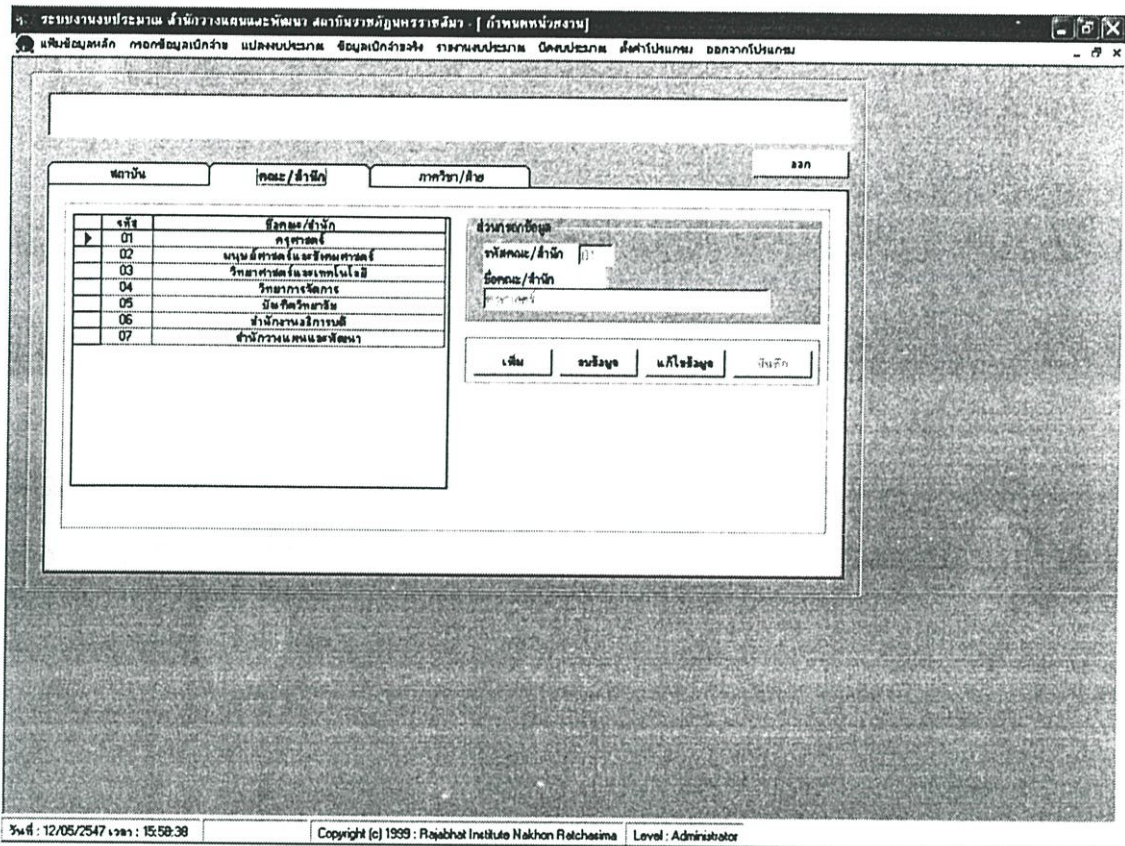 ระบบงานงบประมาณ สำนักวางแผนและพัฒนา สถาบันราชภัฏนครราชสีมา - [ กำหนดหน่วยงาน]
แฟ้มข้อมูลหลัก กรอกข้อมูลเบิกจ่าย แปลงงบประมาณ ข้อมูลเบิกจ่ายจริง รายงานงบประมาณ ปิดงบประมาณ ตั้งค่าโปรแกรม ออกจากโปรแกรม
ออก
สถาบัน คณะ/สำนัก ภาควิชา/ฝ่าย
รหัส ชื่อคณะ/สำนัก
01 ครุศาสตร์
02 มนุษย์ศาสตร์และสังคมศาสตร์
03 วิทยาศาสตร์และเทคโนโลยี
04 วิทยาการจัดการ
05 บัณฑิตวิทยาลัย
06 สำนักงานอธิการบดี
07 สำนักวางแผนและพัฒนา
ส่วนกรอกข้อมูล
รหัสคณะ/สำนัก 01
ชื่อคณะ/สำนัก
ครุศาสตร์
เพิ่ม ลบข้อมูล แก้ไขข้อมูล บันทึก
วันที่ : 12/05/2547 เวลา : 15:58:38 Copyright (c) 1999 : Rajabhat Institute Nakhon Ratchasima Level : Administrator